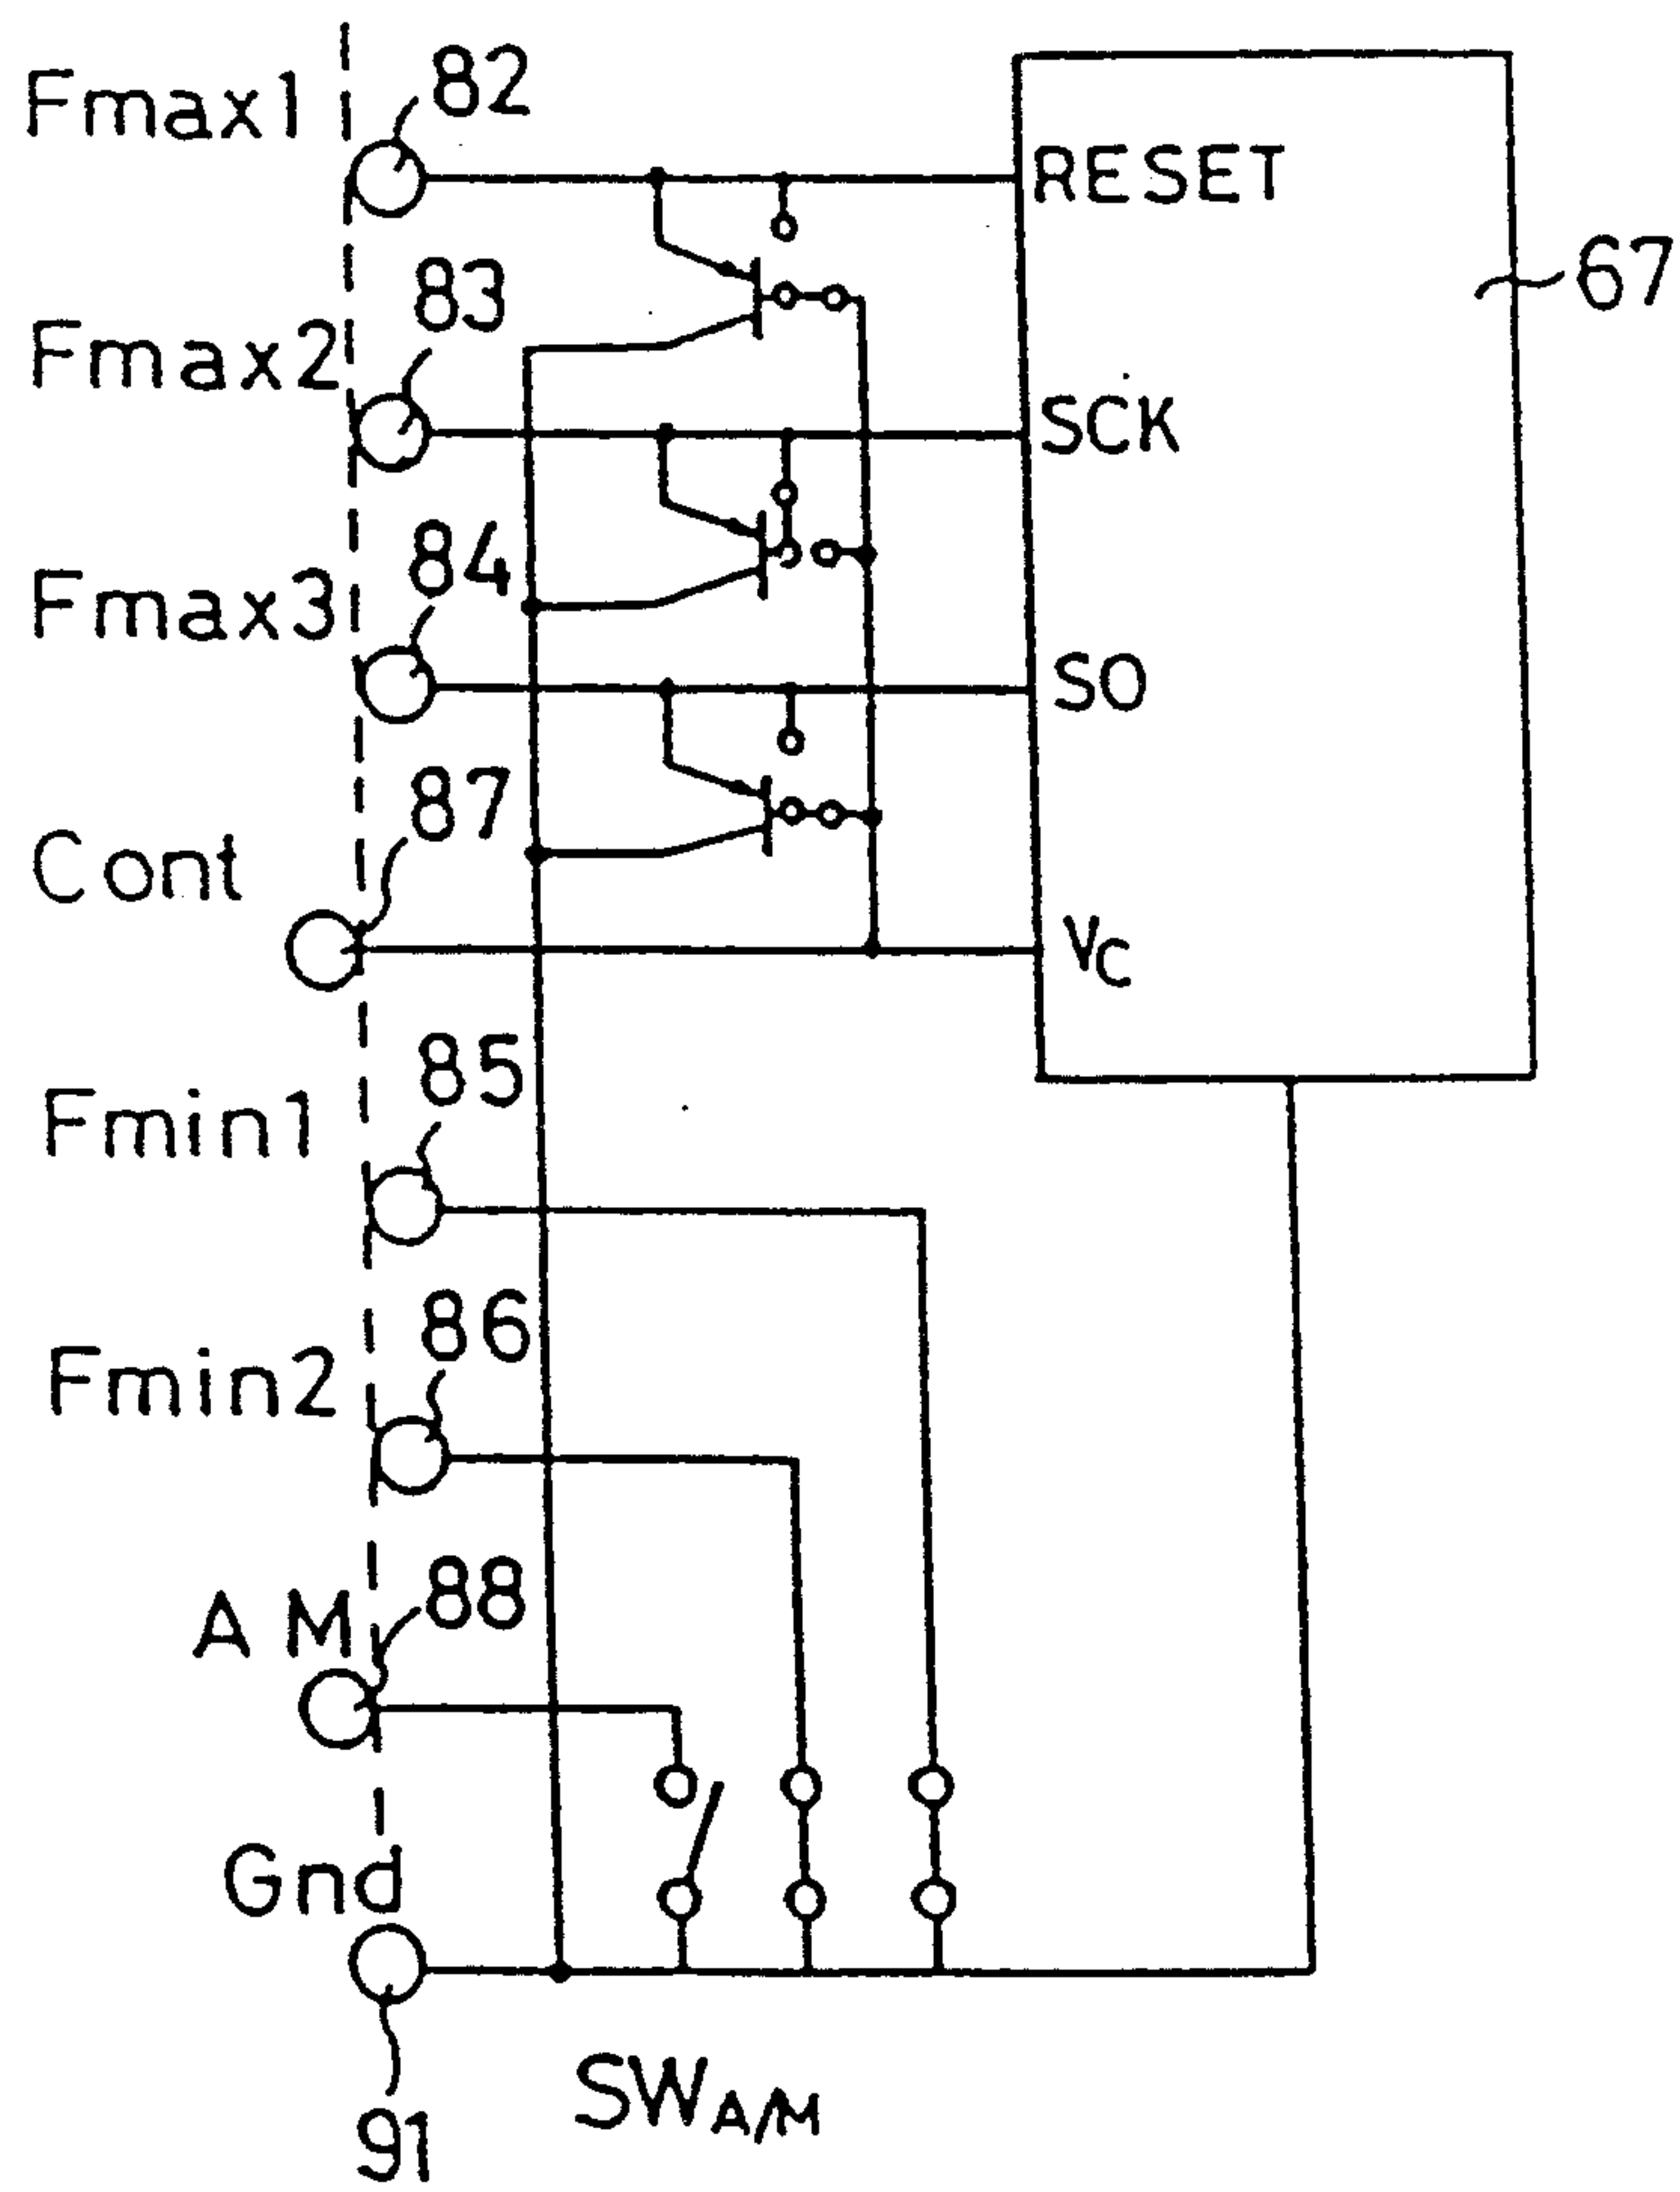 Fmax1
82
RESET
67
83
Fmax2
SCK
84
Fmax3
SO
87
Cont
VC
85
Fmin1
86
Fmin2
88
A M
Gnd
SWA/M
91